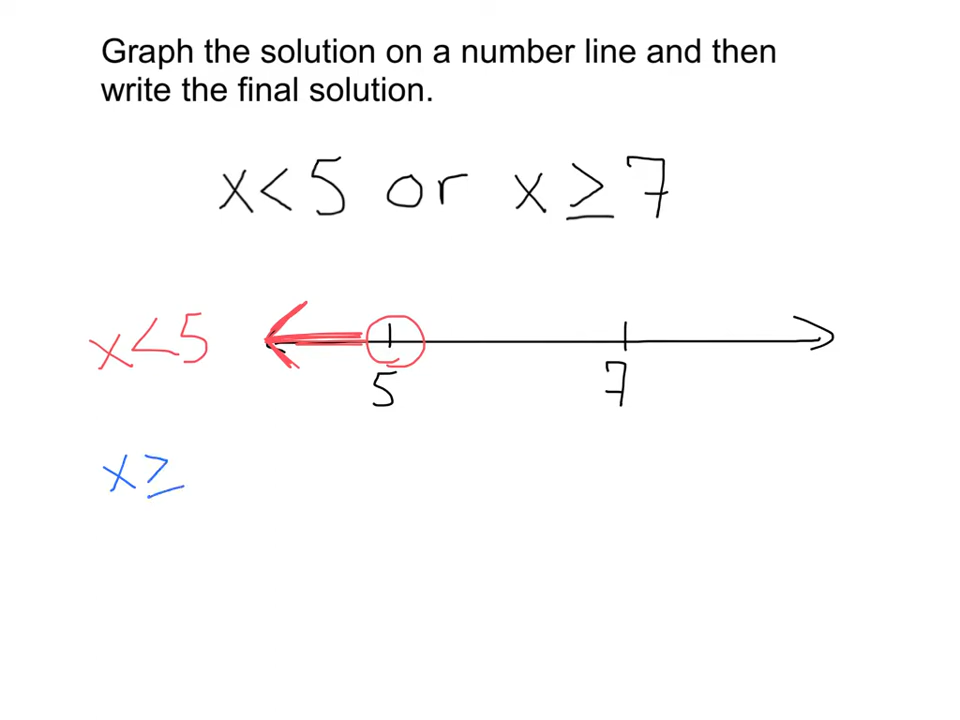 Graph the solution on a number line and then
write the final solution.
x<5 or x≥7
x<5
5 7
x≥